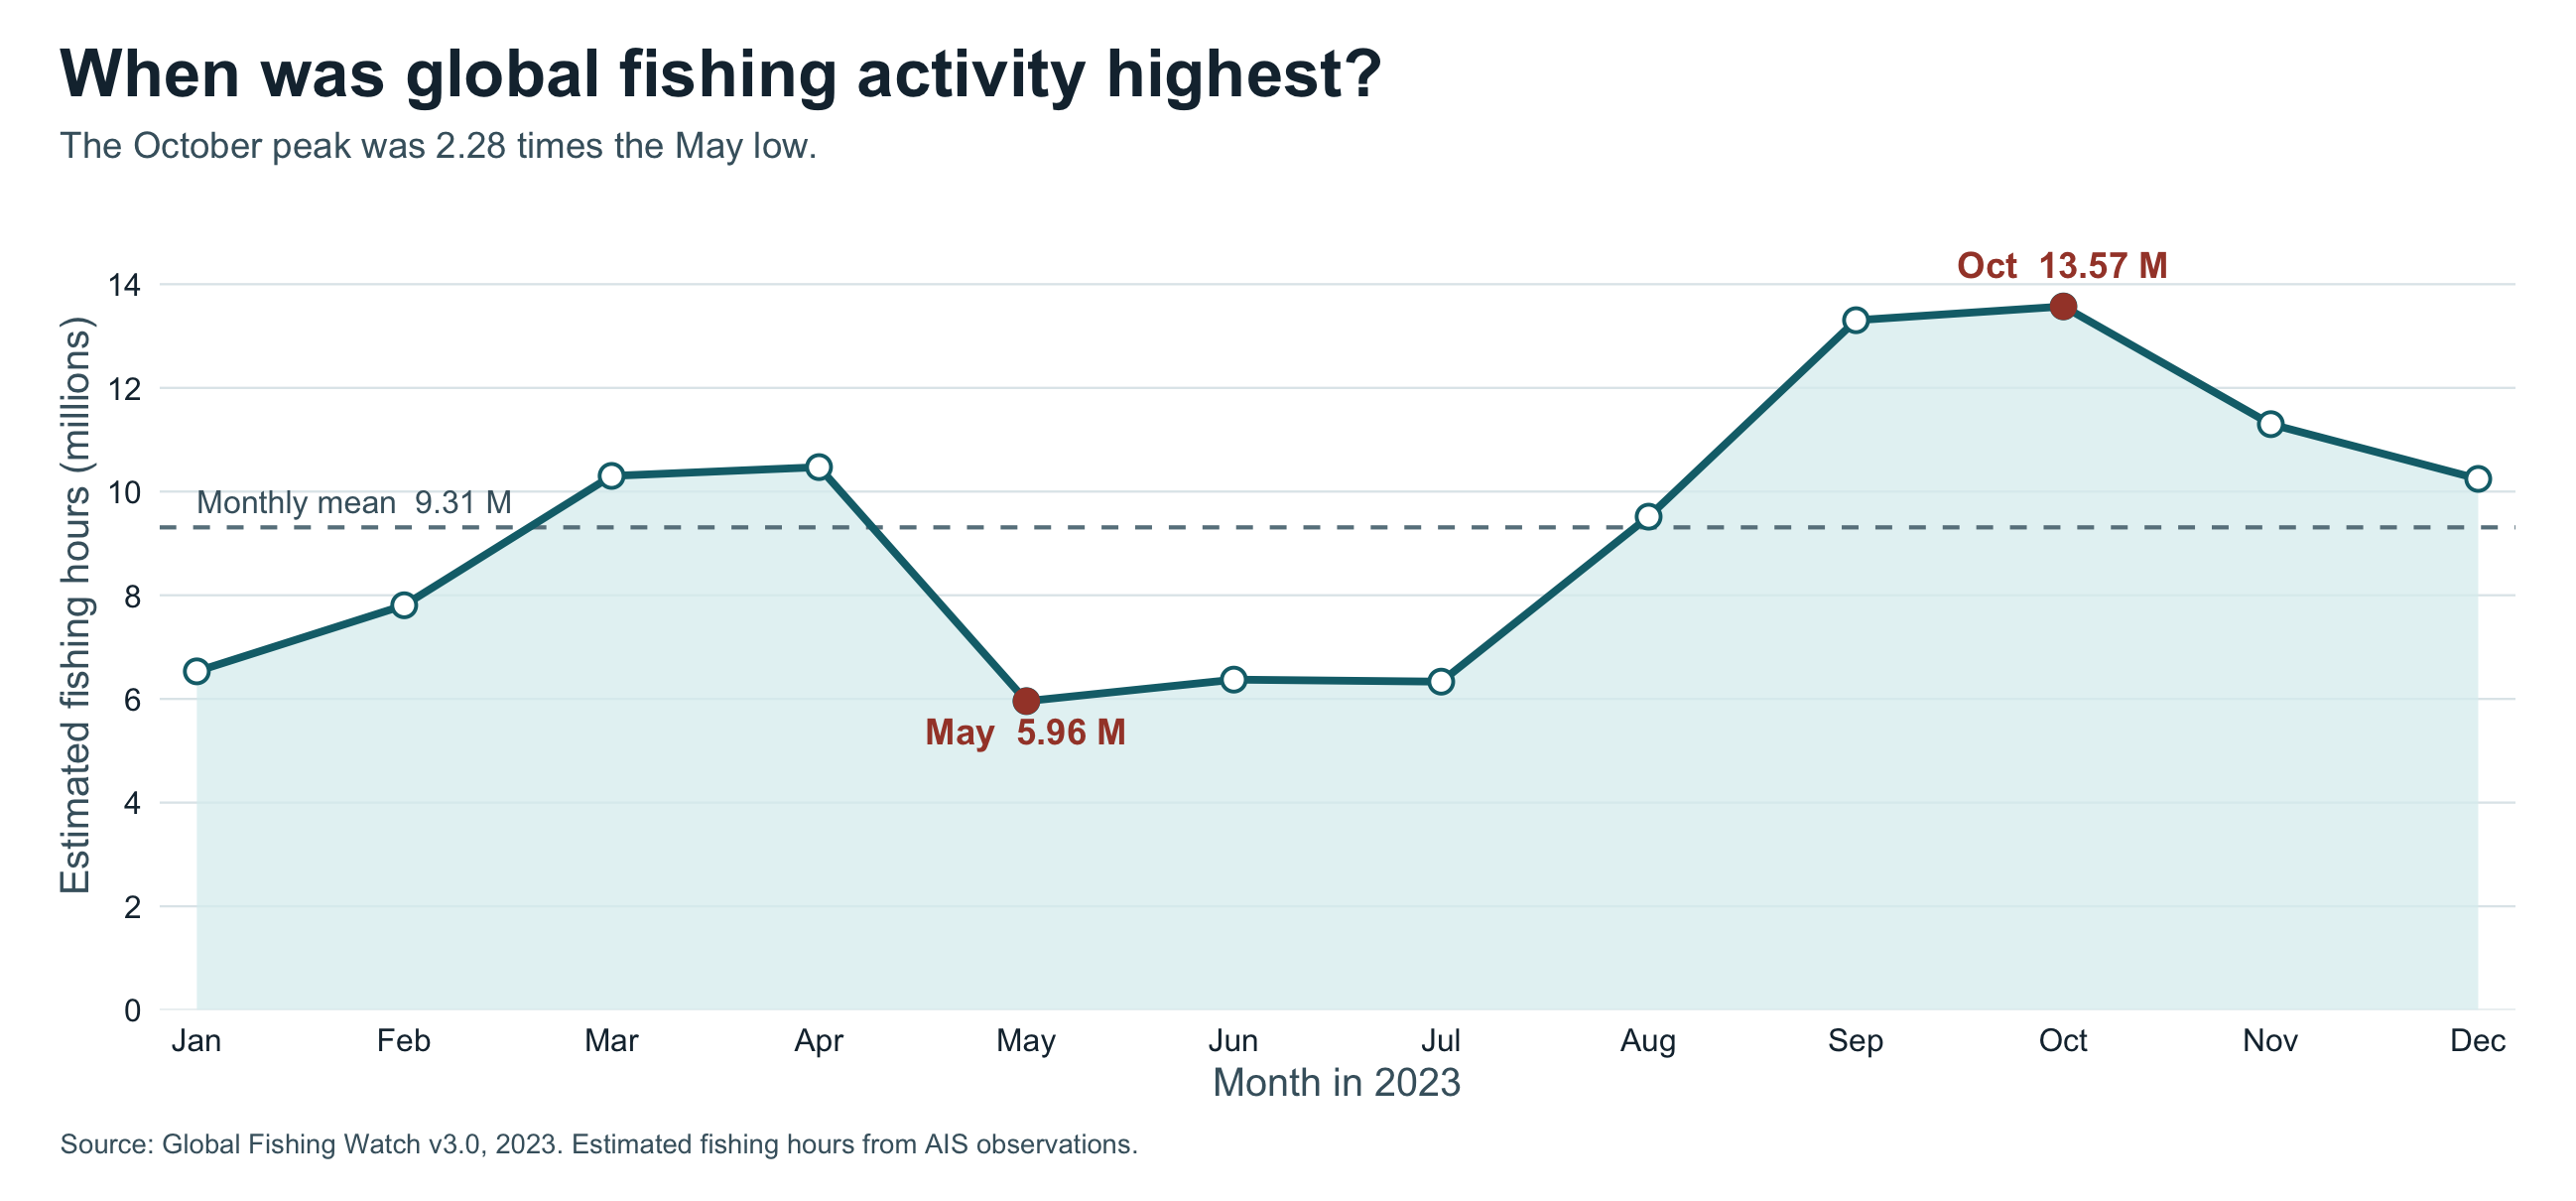 When was global fishing activity highest?
The October peak was 2.28 times the May low.
Estimated fishing hours (millions)
14
12
10
8
6
4
2
0
Oct  13.57 M
Monthly mean  9.31 M
May  5.96 M
Jan Feb Mar Apr May Jun Jul Aug Sep Oct Nov Dec
Month in 2023
Source: Global Fishing Watch v3.0, 2023. Estimated fishing hours from AIS observations.